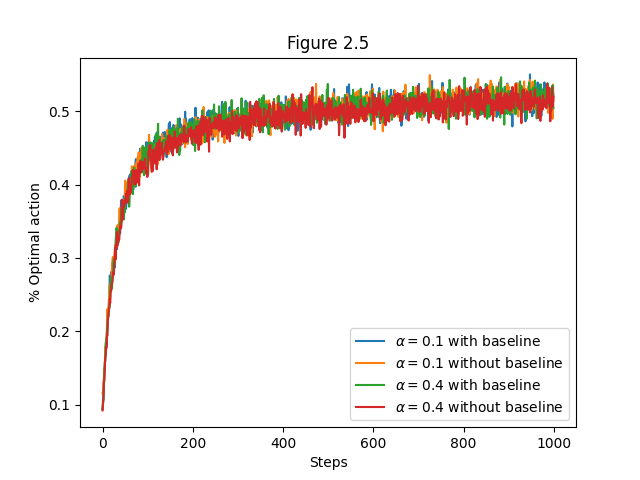 Figure 2.5
% Optimal action
0.5
0.4
0.3
0.2
0.1
α = 0.1 with baseline
α = 0.1 without baseline
α = 0.4 with baseline
α = 0.4 without baseline
0 200 400 600 800 1000
Steps